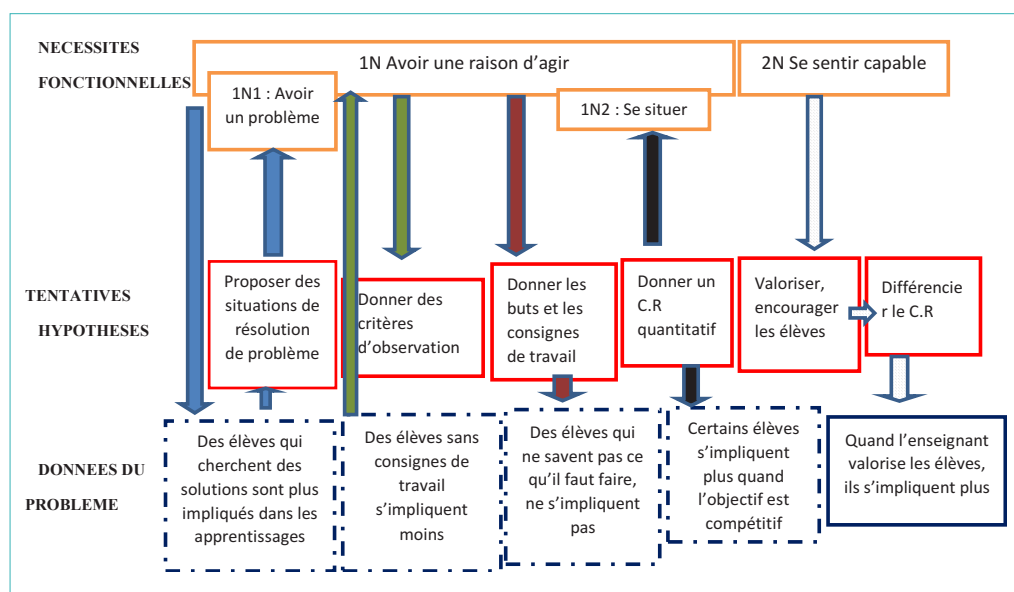 NECESSITES
FONCTIONNELLES
1N Avoir une raison d’agir
2N Se sentir capable
1N1 : Avoir
un problème
1N2 : Se situer
TENTATIVES
HYPOTHESES
Proposer des
situations de
résolution
de problème
Donner des
critères
d’observation
Donner les
buts et les
consignes
de travail
Donner un
C.R
quantitatif
Valoriser,
encourager
les élèves
Différencie
r le C.R
DONNEES DU
PROBLEME
Des élèves qui
cherchent des
solutions sont plus
impliqués dans les
apprentissages
Des élèves sans
consignes de
travail
s’impliquent
moins
Des élèves qui
ne savent pas ce
qu’il faut faire,
ne s’impliquent
pas
Certains élèves
s’impliquent
plus quand
l’objectif est
compétitif
Quand l’enseignant
valorise les élèves,
ils s’impliquent plus